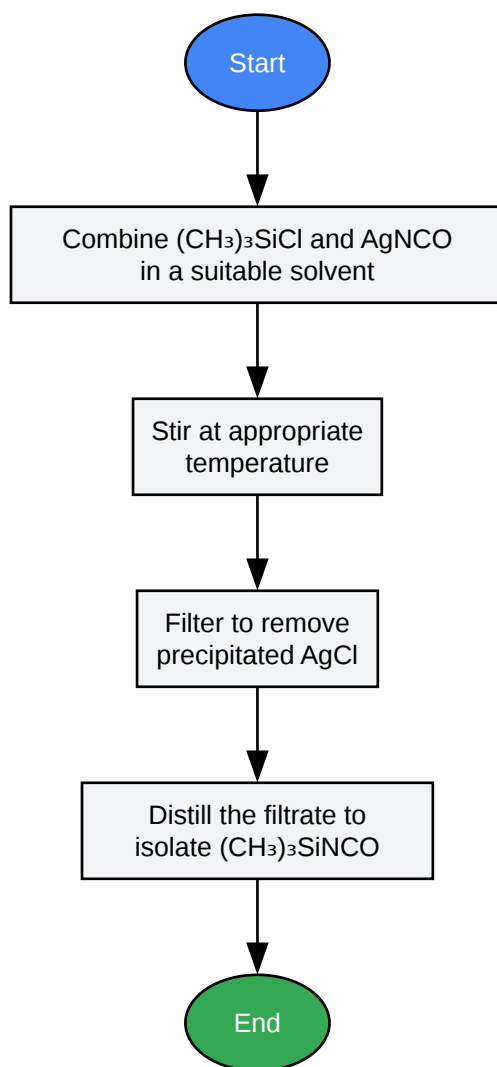 Start
Combine (CH₃)₃SiCl and AgNCO
in a suitable solvent
Stir at appropriate
temperature
Filter to remove
precipitated AgCl
Distill the filtrate to
isolate (CH₃)₃SiNCO
End